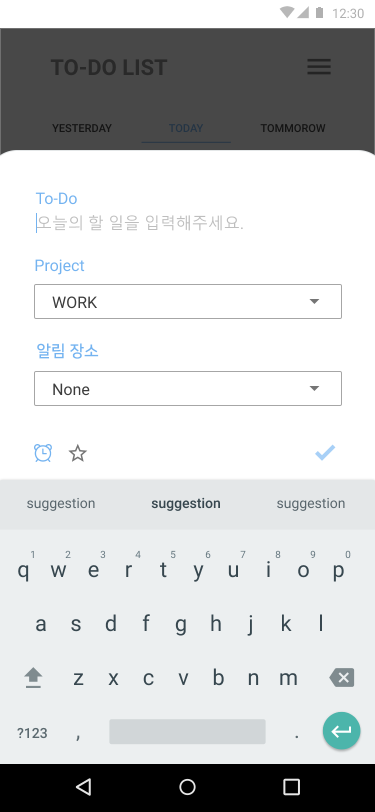 12:30
TO-DO LIST
YESTERDAY TODAY TOMMOROW
To-Do
오늘의 할 일을 입력해주세요.
Project
WORK
알림 장소
None
suggestion suggestion suggestion
1 2 3 4 5 6 7 8 9 0
q w e r t y u i o p
a s d f g h j k l
z x c v b n m
?123 , .